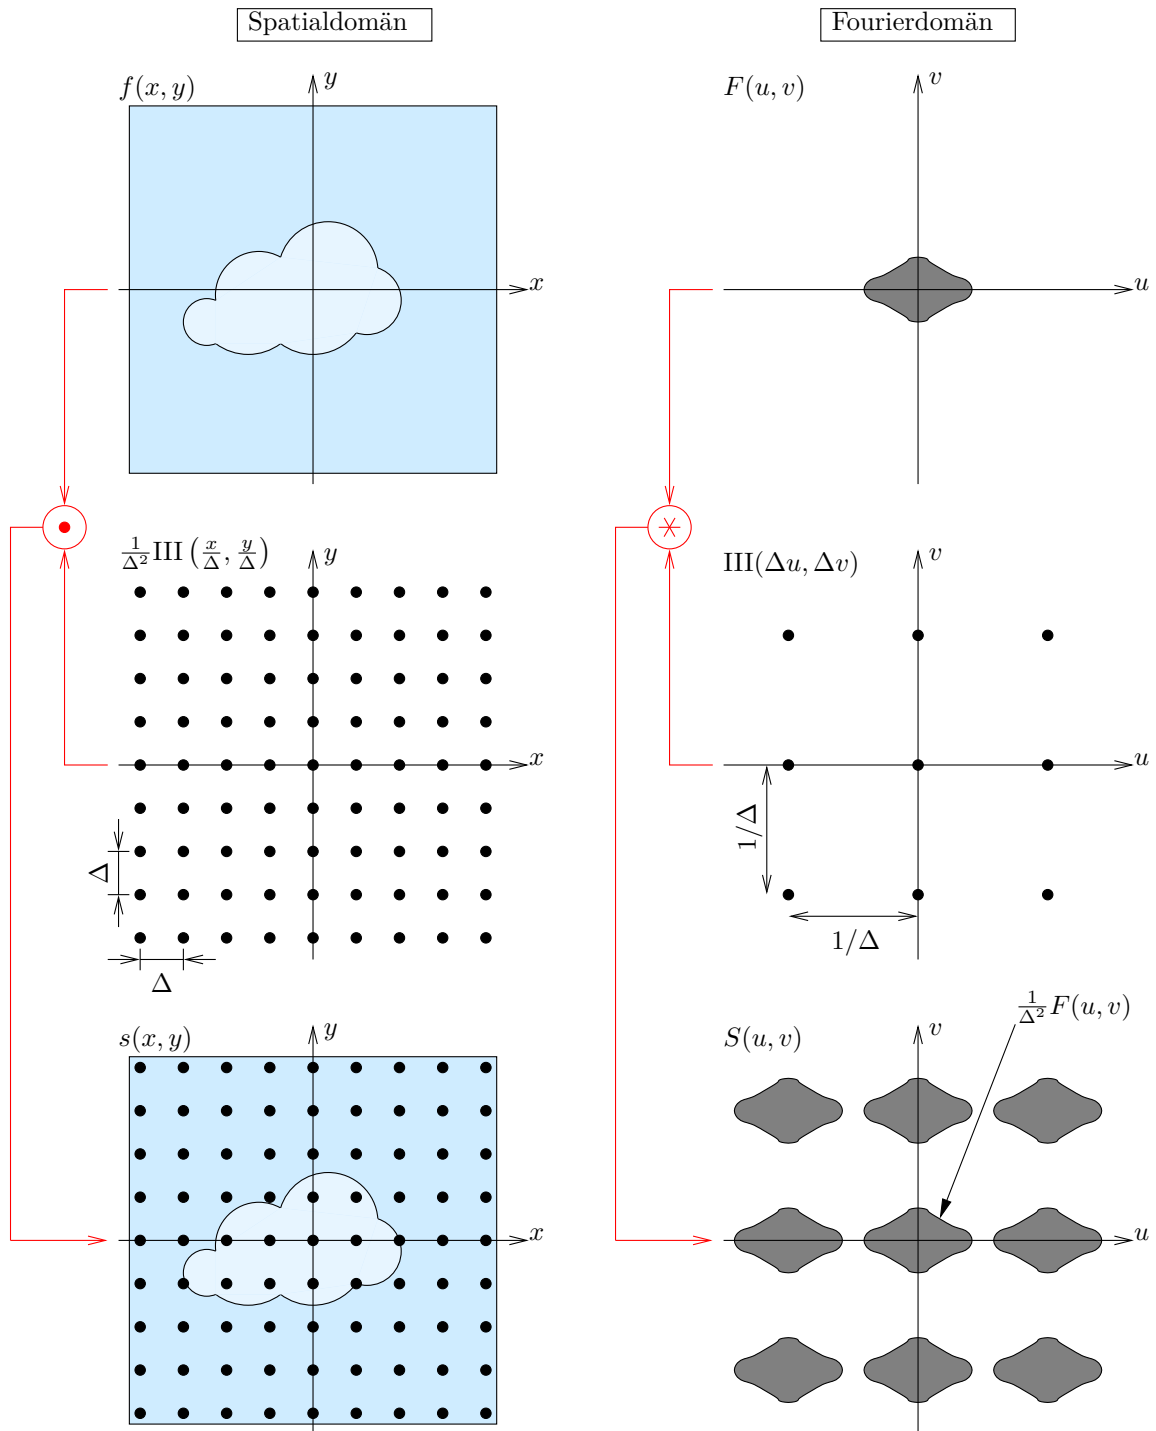 Spatialdomän
Fourierdomän
f(x, y)
y
x
F(u, v)
v
u
1/Δ² III (x/Δ, y/Δ)
y
x
Δ
Δ
III(Δu, Δv)
v
u
1/Δ
1/Δ
s(x, y)
y
x
S(u, v)
v
1/Δ² F(u, v)
u